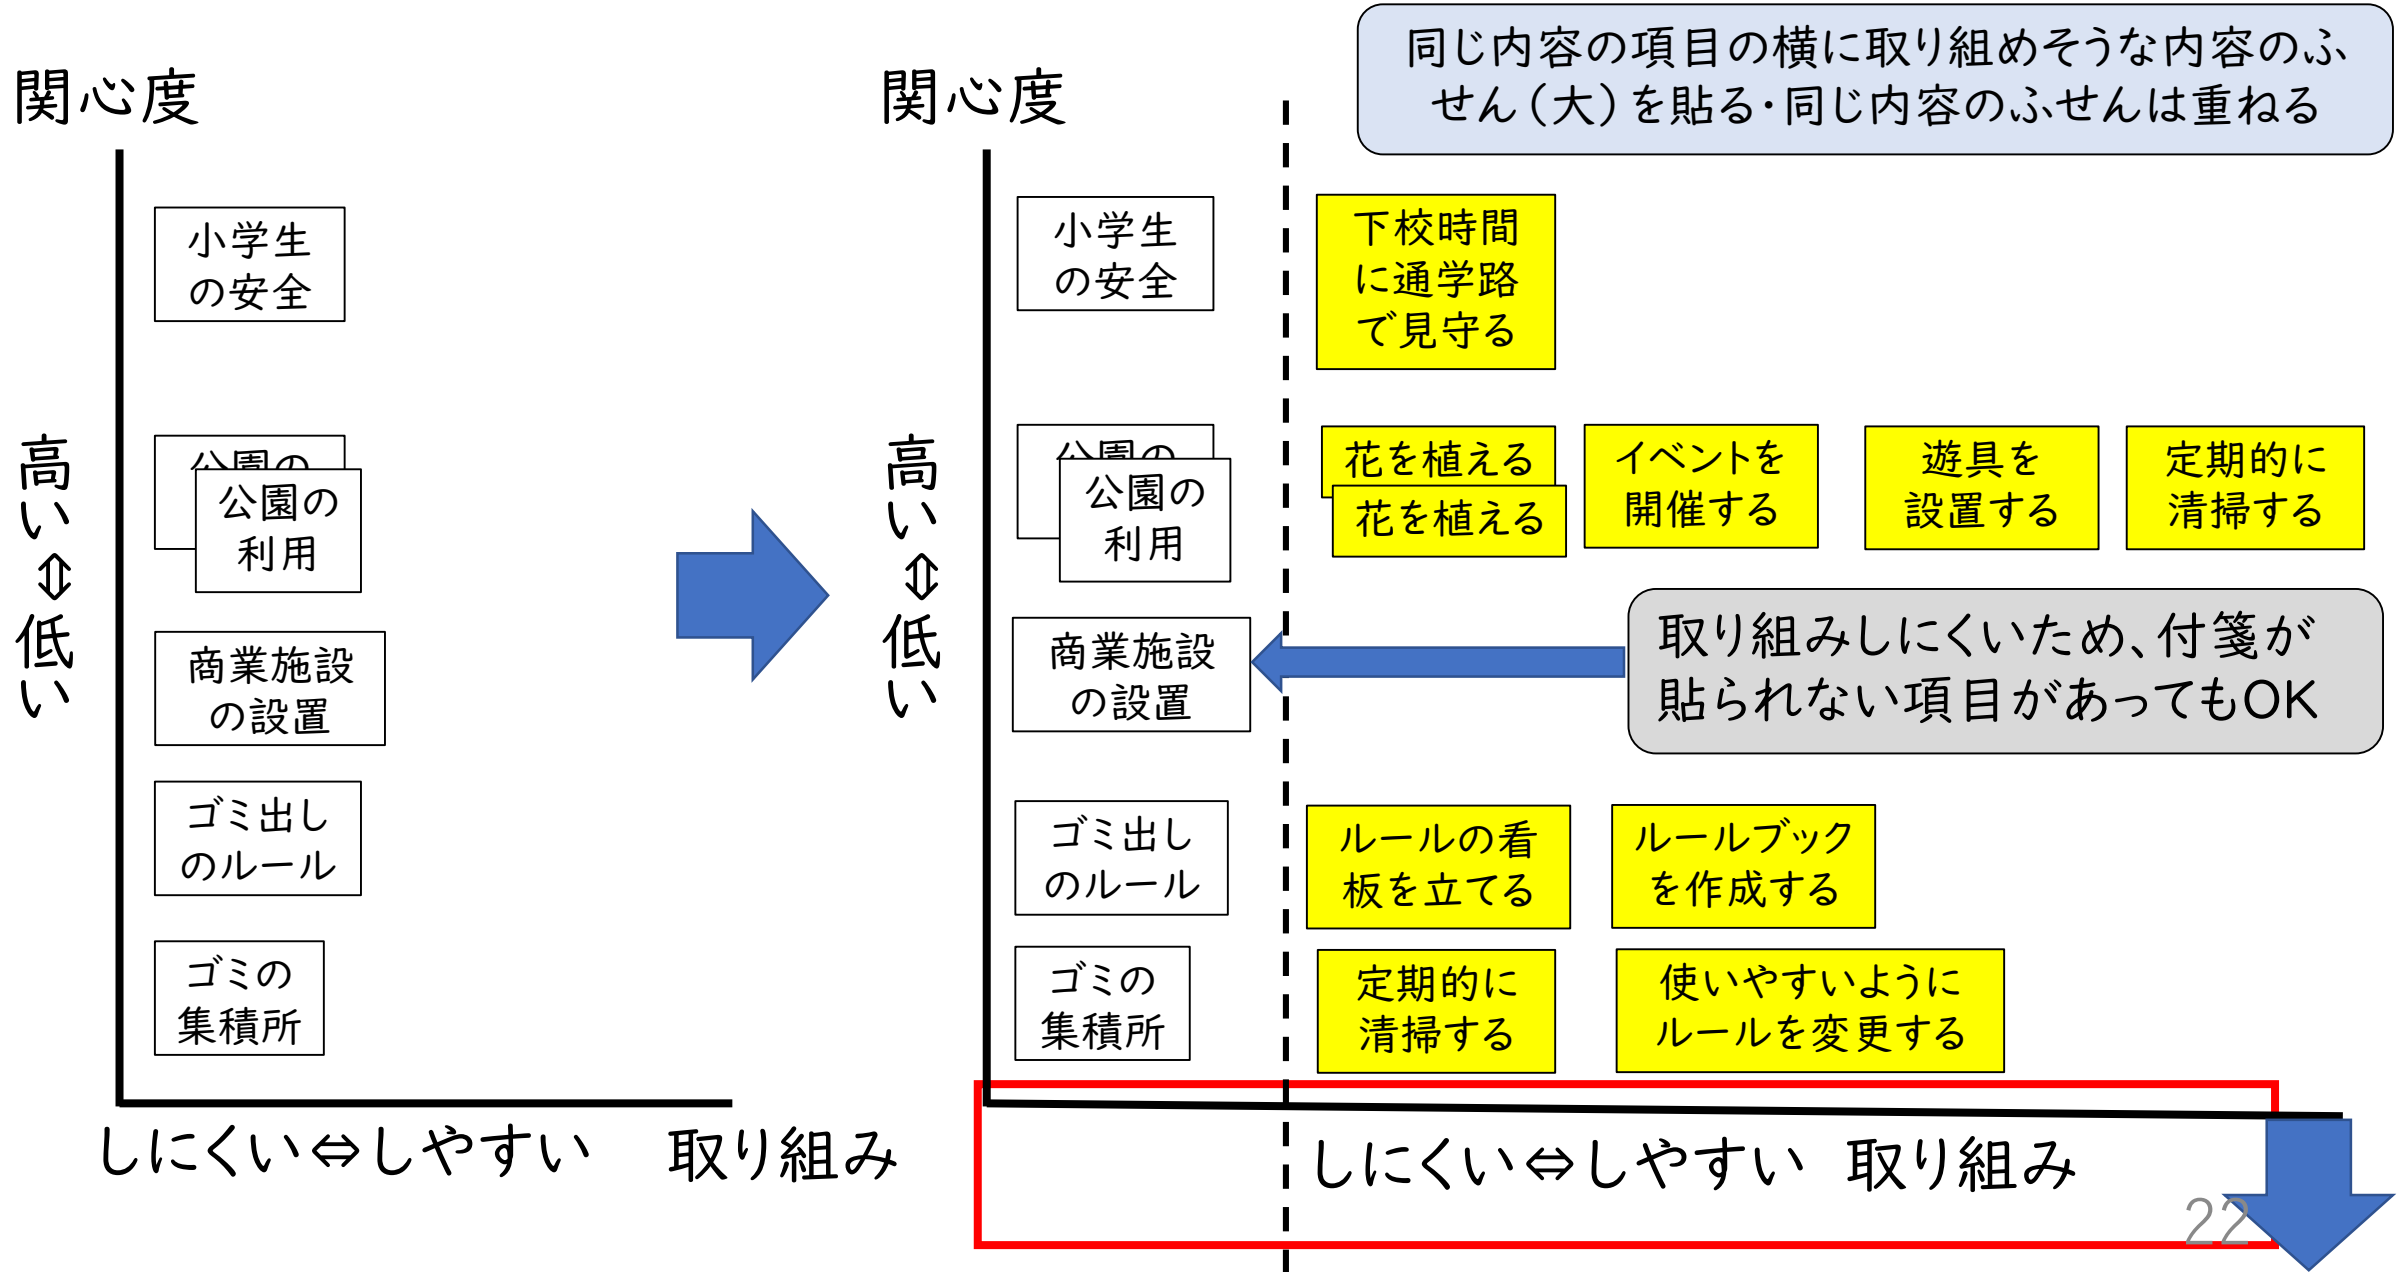 関心度
高い⇔低い
小学生
の安全
公園の
公園の
利用
商業施設
の設置
ゴミ出し
のルール
ゴミの
集積所
しにくい⇔しやすい　取り組み
同じ内容の項目の横に取り組めそうな内容のふ
せん（大）を貼る・同じ内容のふせんは重ねる
関心度
高い⇔低い
小学生
の安全
下校時間
に通学路
で見守る
公園の
公園の
利用
花を植える
花を植える
イベントを
開催する
遊具を
設置する
定期的に
清掃する
商業施設
の設置
取り組みしにくいため、付箋が
貼られない項目があってもOK
ゴミ出し
のルール
ルールの看
板を立てる
ルールブック
を作成する
ゴミの
集積所
定期的に
清掃する
使いやすいように
ルールを変更する
しにくい⇔しやすい　取り組み
22